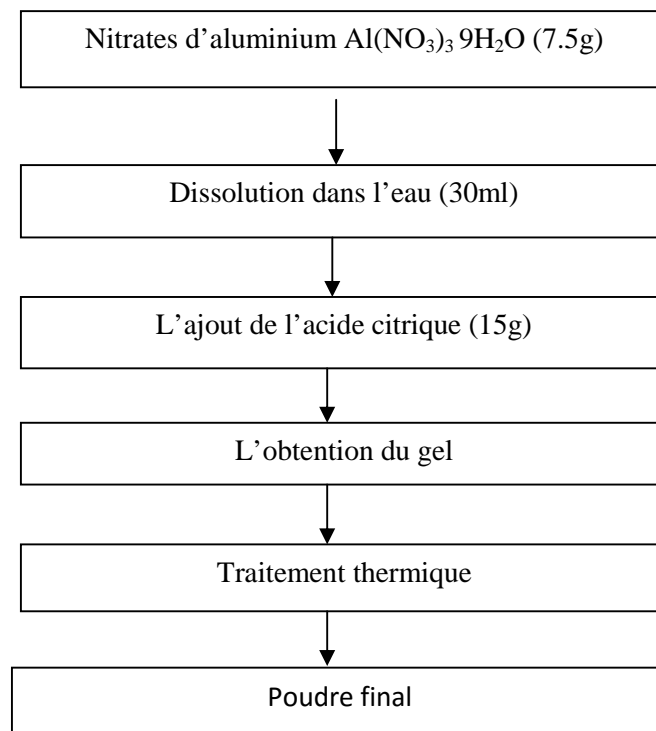 Nitrates d’aluminium Al(NO₃)₃ 9H₂O (7.5g)
Dissolution dans l’eau (30ml)
L’ajout de l’acide citrique (15g)
L’obtention du gel
Traitement thermique
Poudre final